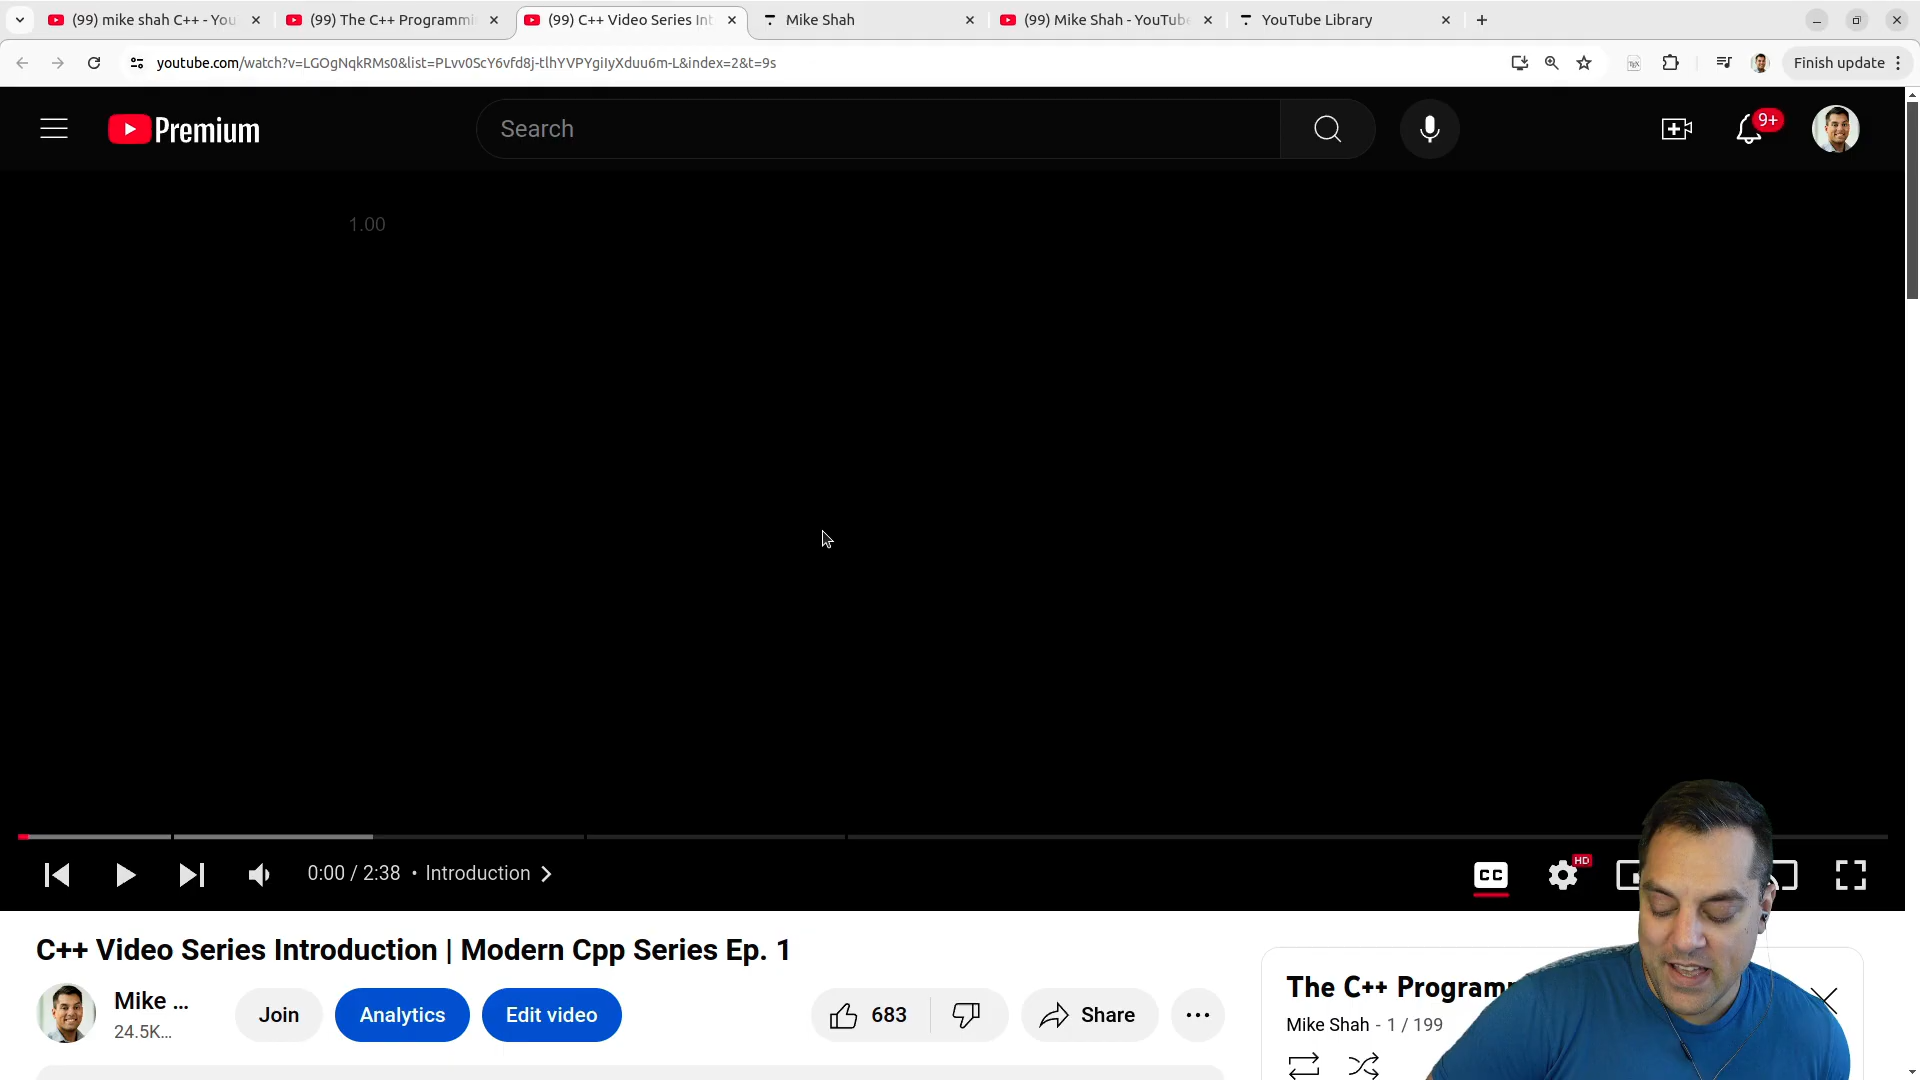 (99) mike shah C++ - You
(99) The C++ Programmi
(99) C++ Video Series Int
Mike Shah
(99) Mike Shah - YouTube
YouTube Library
youtube.com/watch?v=LGOgNqkRMs0&list=PLvv0ScY6vfd8j-tlhYVPYgiIyXduu6m-L&index=2&t=9s
Finish update
Premium
Search
9+
1.00
0:00 / 2:38 • Introduction
CC
HD
C++ Video Series Introduction | Modern Cpp Series Ep. 1
Mike ...
24.5K...
Join
Analytics
Edit video
683
Share
The C++ Program
Mike Shah - 1 / 199